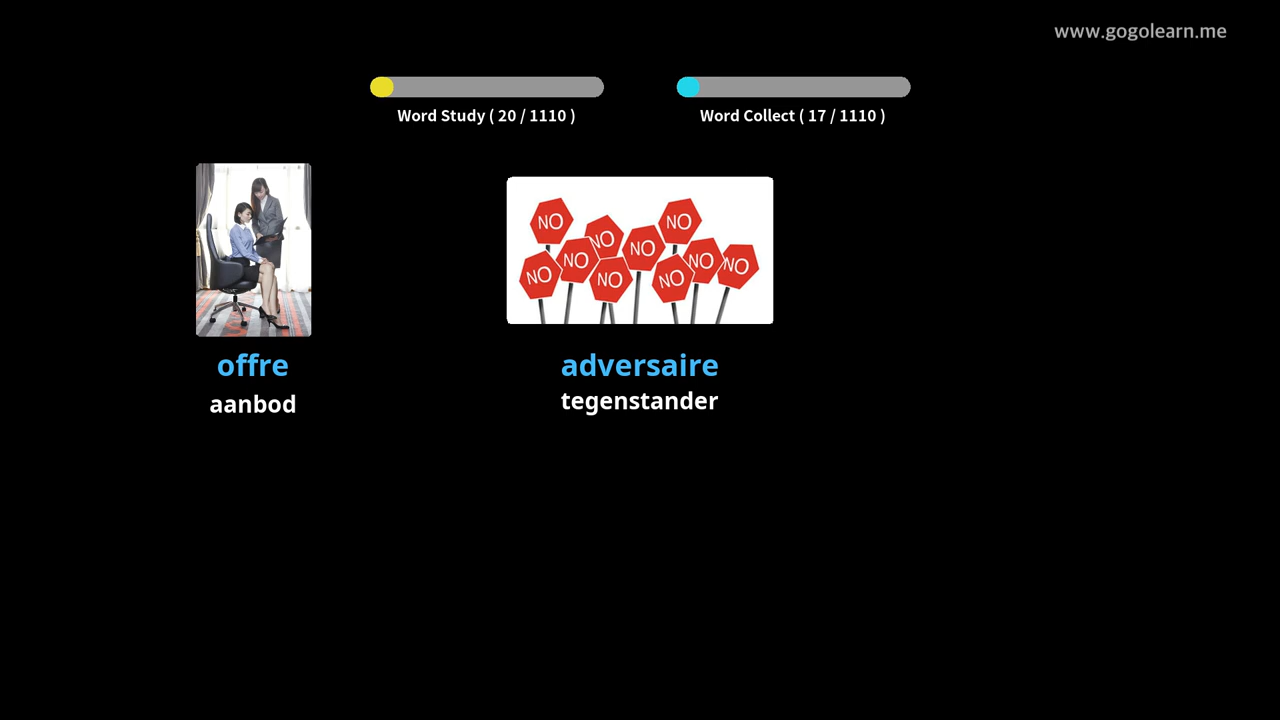 www.gogolearn.me
Word Study ( 20 / 1110 )
Word Collect ( 17 / 1110 )
NO
NO
NO
NO
NO
NO
NO
NO
NO
NO
offre
adversaire
aanbod
tegenstander